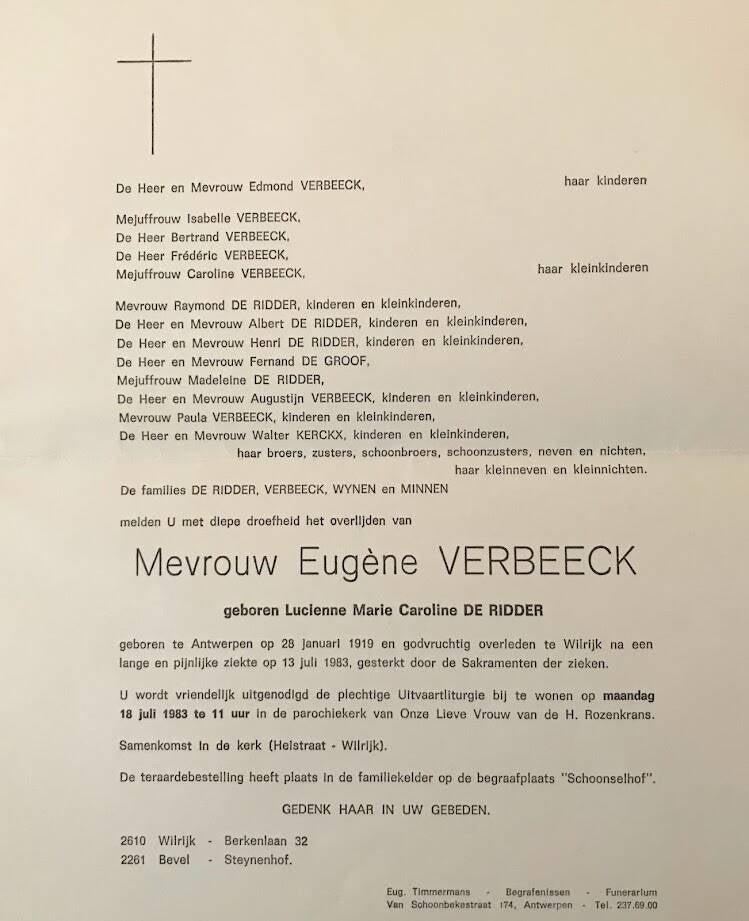 De Heer en Mevrouw Edmond VERBEECK, haar kinderen
Mejuffrouw Isabelle VERBEECK,
De Heer Bertrand VERBEECK,
De Heer Frédéric VERBEECK,
Mejuffrouw Caroline VERBEECK, haar kleinkinderen
Mevrouw Raymond DE RIDDER, kinderen en kleinkinderen,
De Heer en Mevrouw Albert DE RIDDER, kinderen en kleinkinderen,
De Heer en Mevrouw Henri DE RIDDER, kinderen en kleinkinderen,
De Heer en Mevrouw Fernand DE GROOF,
Mejuffrouw Madeleine DE RIDDER,
De Heer en Mevrouw Augustijn VERBEECK, kinderen en kleinkinderen,
Mevrouw Paula VERBEECK, kinderen en kleinkinderen,
De Heer en Mevrouw Walter KERCKX, kinderen en kleinkinderen,
haar broers, zusters, schoonbroers, schoonzusters, neven en nichten,
haar kleinneven en kleinnichten.
De families DE RIDDER, VERBEECK, WYNEN en MINNEN
melden U met diepe droefheid het overlijden van
Mevrouw Eugène VERBEECK
geboren Lucienne Marie Caroline DE RIDDER
geboren te Antwerpen op 28 januari 1919 en godvruchtig overleden te Wilrijk na een
lange en pijnlijke ziekte op 13 juli 1983, gesterkt door de Sakramenten der zieken.
U wordt vriendelijk uitgenodigd de plechtige Uitvaartliturgie bij te wonen op maandag
18 juli 1983 te 11 uur in de parochiekerk van Onze Lieve Vrouw van de H. Rozenkrans.
Samenkomst in de kerk (Heistraat - Wilrijk).
De teraardebestelling heeft plaats in de familiekelder op de begraafplaats "Schoonselhof".
GEDENK HAAR IN UW GEBEDEN.
2610 Wilrijk - Berkenlaan 32
2261 Bevel - Steynenhof.
Eug. Timmermans - Begrafenissen - Funerarium
Van Schoonbekestraat 174, Antwerpen - Tel. 237.69.00